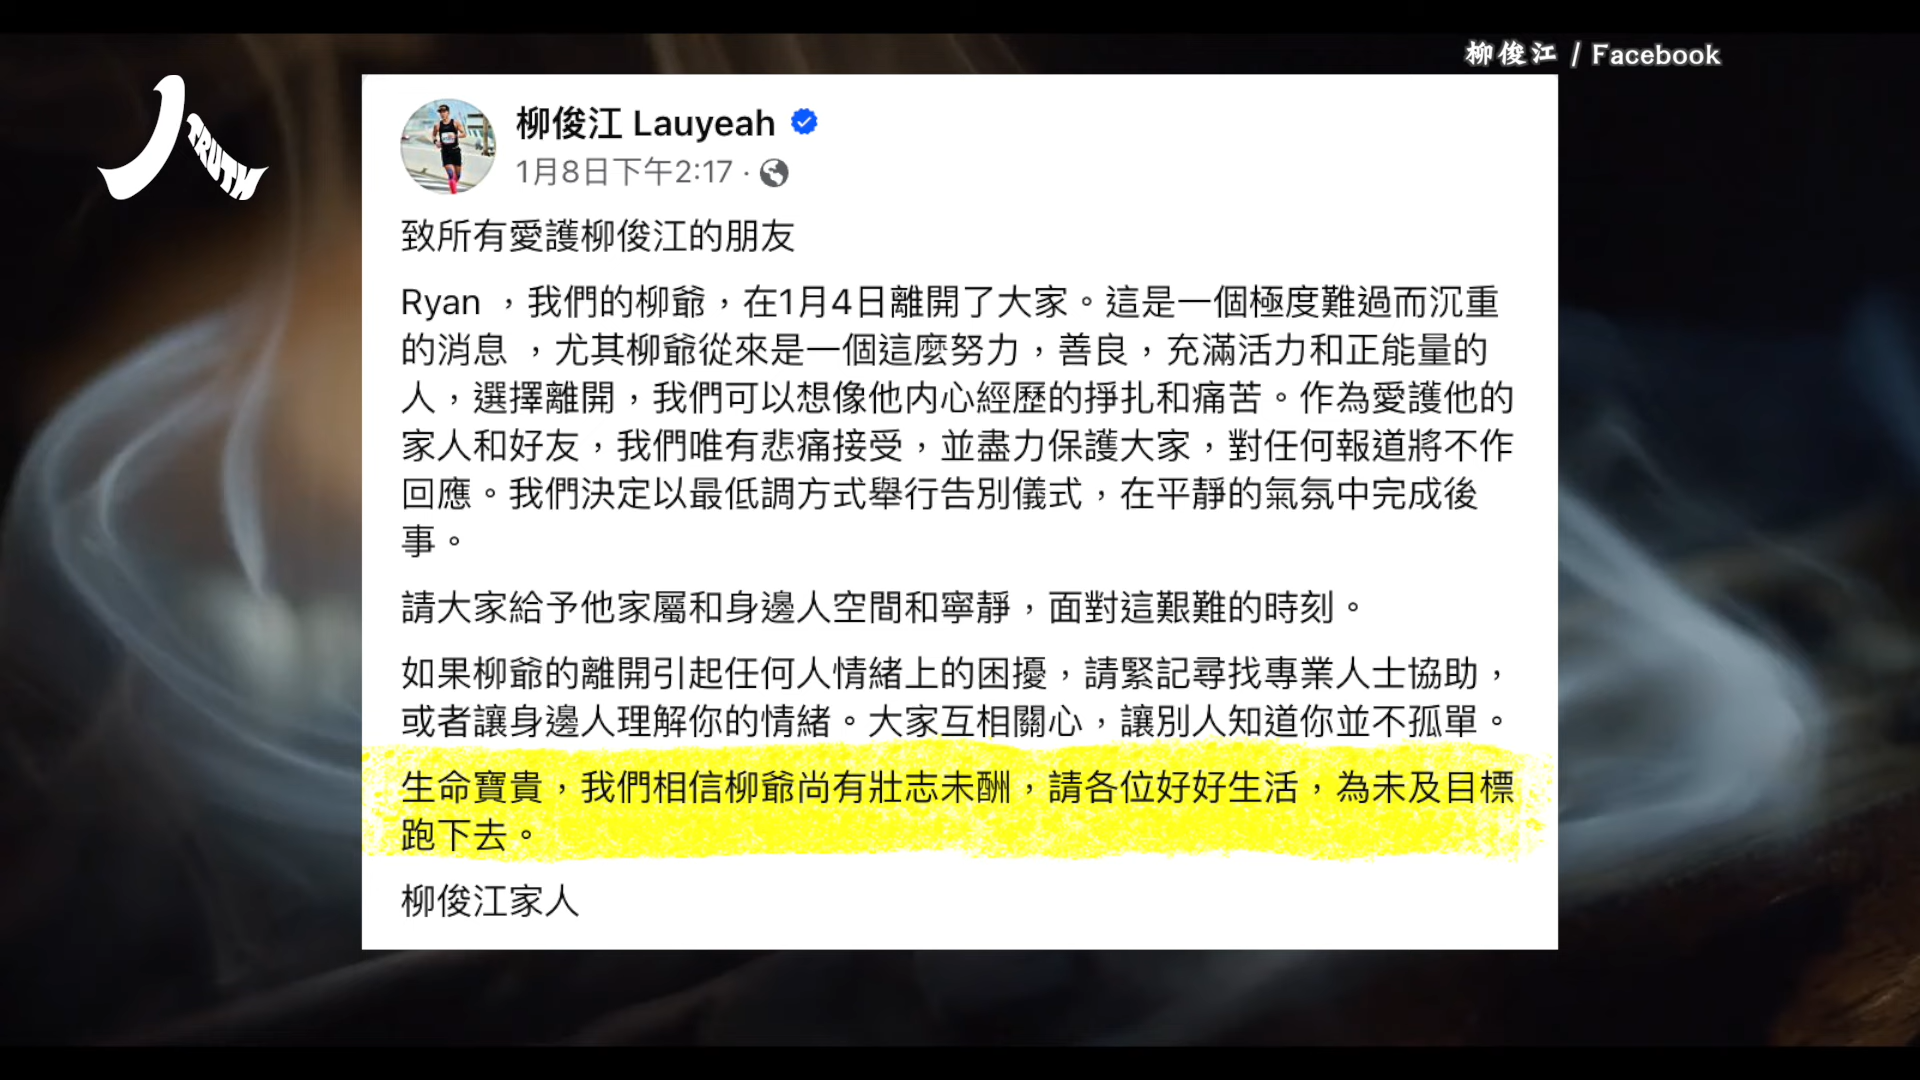 柳俊江 / Facebook
人 TRUTH
柳俊江 Lauyeah
1月8日下午2:17 ·
致所有愛護柳俊江的朋友
Ryan ，我們的柳爺，在1月4日離開了大家。這是一個極度難過而沉重
的消息 ，尤其柳爺從來是一個這麼努力，善良，充滿活力和正能量的
人，選擇離開，我們可以想像他內心經歷的掙扎和痛苦。作為愛護他的
家人和好友，我們唯有悲痛接受，並盡力保護大家，對任何報道將不作
回應。我們決定以最低調方式舉行告別儀式，在平靜的氣氛中完成後
事。
請大家給予他家屬和身邊人空間和寧靜，面對這艱難的時刻。
如果柳爺的離開引起任何人情緒上的困擾，請緊記尋找專業人士協助，
或者讓身邊人理解你的情緒。大家互相關心，讓別人知道你並不孤單。
生命寶貴，我們相信柳爺尚有壯志未酬，請各位好好生活，為未及目標
跑下去。
柳俊江家人